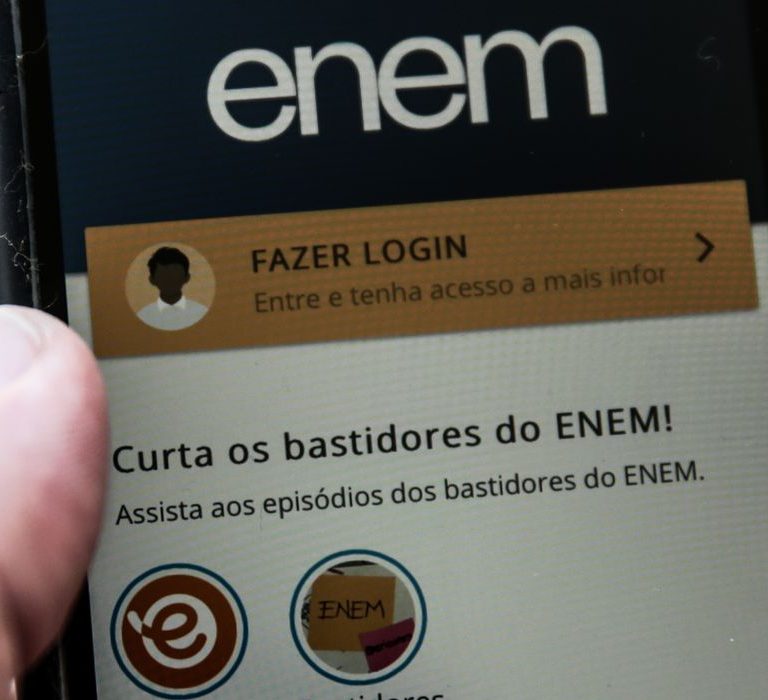 enem
FAZER LOGIN
Entre e tenha acesso a mais infor
Curta os bastidores do ENEM!
Assista aos episódios dos bastidores do ENEM.
e
ENEM